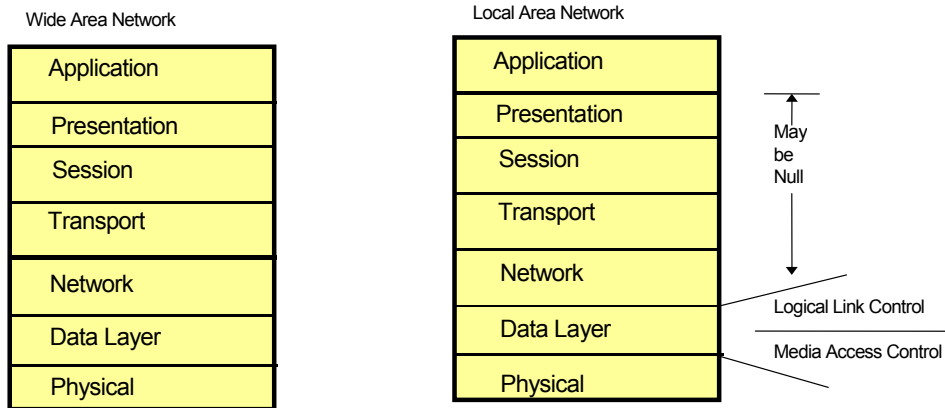 Wide Area Network
Application
Presentation
Session
Transport
Network
Data Layer
Physical
Local Area Network
Application
Presentation
Session
Transport
Network
Data Layer
Physical
May
be
Null
Logical Link Control
Media Access Control